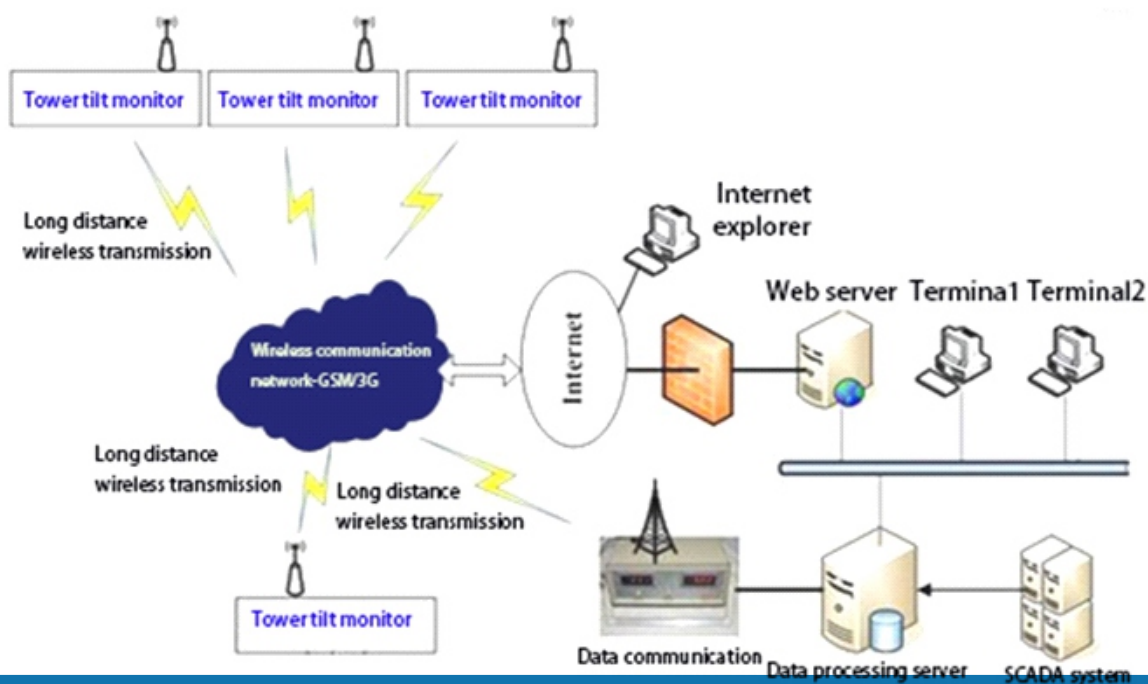 Tower tilt monitor
Tower tilt monitor
Tower tilt monitor
Long distance
wireless transmission
Internet
explorer
Web server
Termina1
Terminal2
Wireless communication
network-GSM/3G
Internet
Long distance
wireless transmission
Long distance
wireless transmission
Tower tilt monitor
Data communication
Data processing server
SCADA system